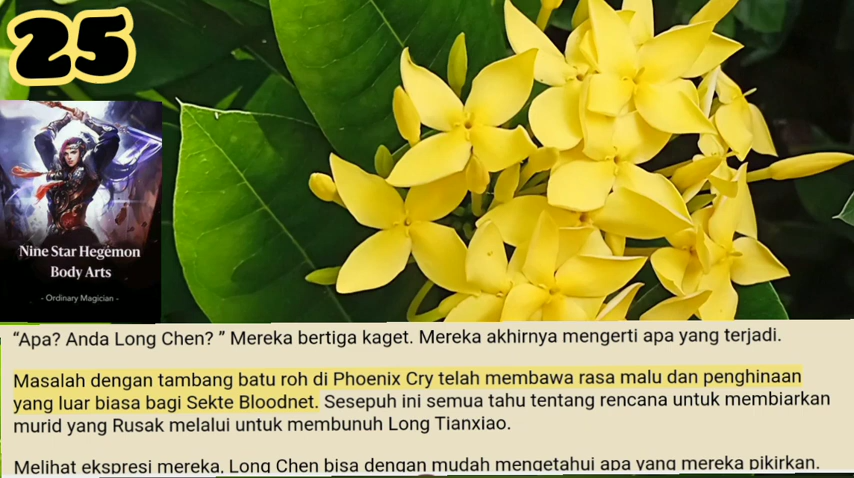 25
Nine Star Hegemon
Body Arts
- Ordinary Magician -
“Apa? Anda Long Chen? ” Mereka bertiga kaget. Mereka akhirnya mengerti apa yang terjadi.
Masalah dengan tambang batu roh di Phoenix Cry telah membawa rasa malu dan penghinaan
yang luar biasa bagi Sekte Bloodnet. Sesepuh ini semua tahu tentang rencana untuk membiarkan
murid yang Rusak melalui untuk membunuh Long Tianxiao.
Melihat ekspresi mereka, Long Chen bisa dengan mudah mengetahui apa yang mereka pikirkan.